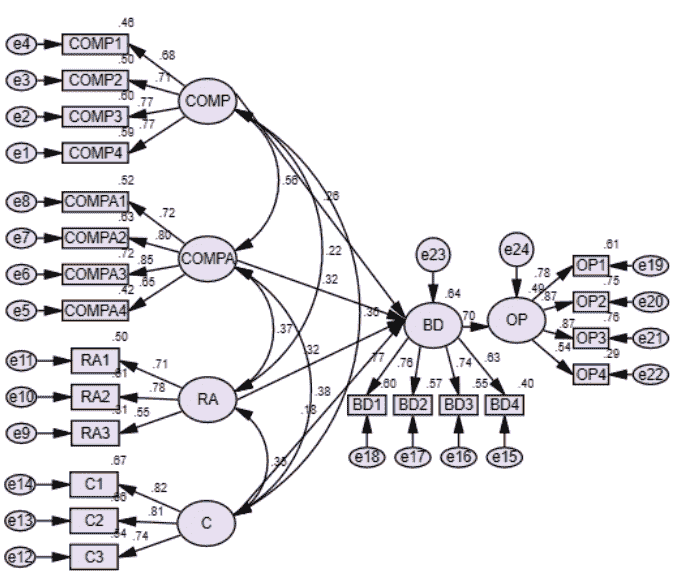 .46
e4 COMP1 .68
.50
e3 COMP2 .71
.60
e2 COMP3 .77
.59 .77
e1 COMP4
COMP
.56 .26
.52
e8 COMPA1 .72
.63
e7 COMPA2 .80
.72 .85
e6 COMPA3 .65
.42
e5 COMPA4
COMPA
.22
.32
.37
.32
.36
.50
e11 RA1 .71
e10 RA2 .78
e9 RA3 .55
RA
.38
.18
.67
e14 C1 .82
e13 C2 .81
.54
e12 C3 .74
C
e23
.64
BD
.70
.77 .76 .74 .63
.60 .57 .55 .40
BD1 BD2 BD3 BD4
e18 e17 e16 e15
e24
.49
OP
.61
.78 OP1 e19
.75
.87 OP2 e20
.76
.87 OP3 e21
.54 .29
OP4 e22